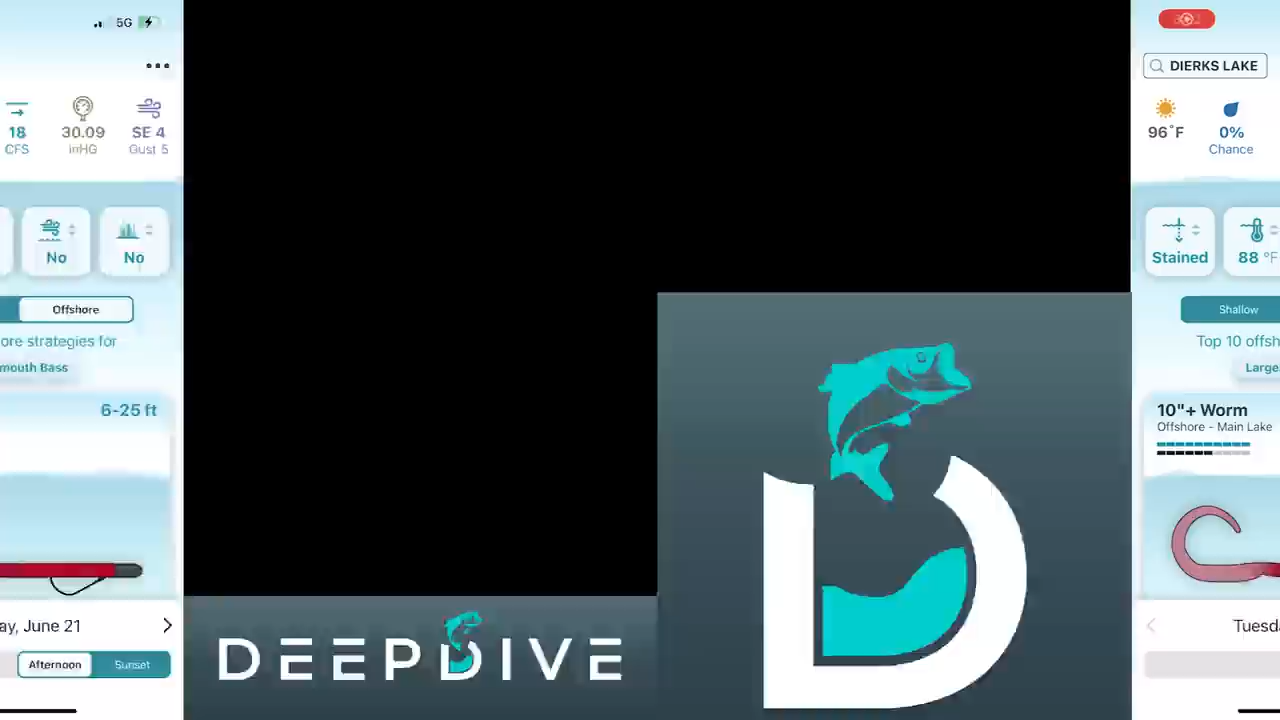 5G
18
CFS
30.09
inHG
SE 4
Gust 5
No
No
Offshore
ore strategies for
mouth Bass
6-25 ft
ay, June 21
Afternoon
Sunset
DEEPDIVE
D
DIERKS LAKE
96°F
0%
Chance
Stained
88 °F
Shallow
Top 10 offsh
Large
10"+ Worm
Offshore - Main Lake
Tuesd